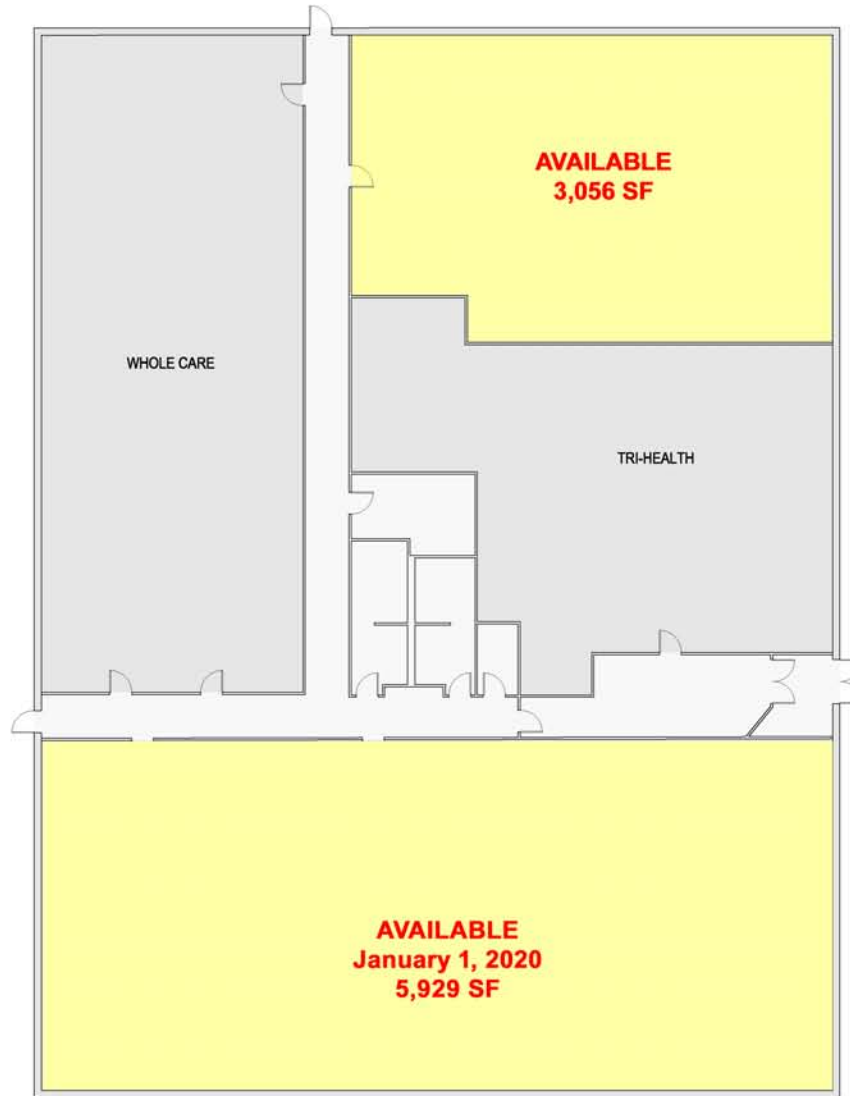 AVAILABLE
3,056 SF
WHOLE CARE
TRI-HEALTH
AVAILABLE
January 1, 2020
5,929 SF